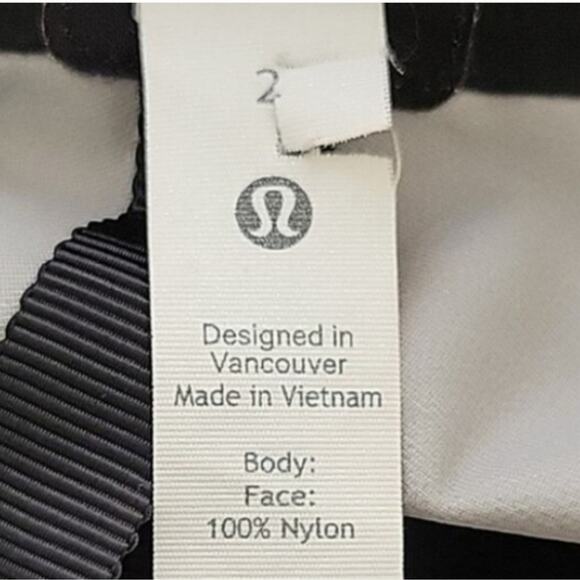 2
Designed in
Vancouver
Made in Vietnam
Body:
Face:
100% Nylon